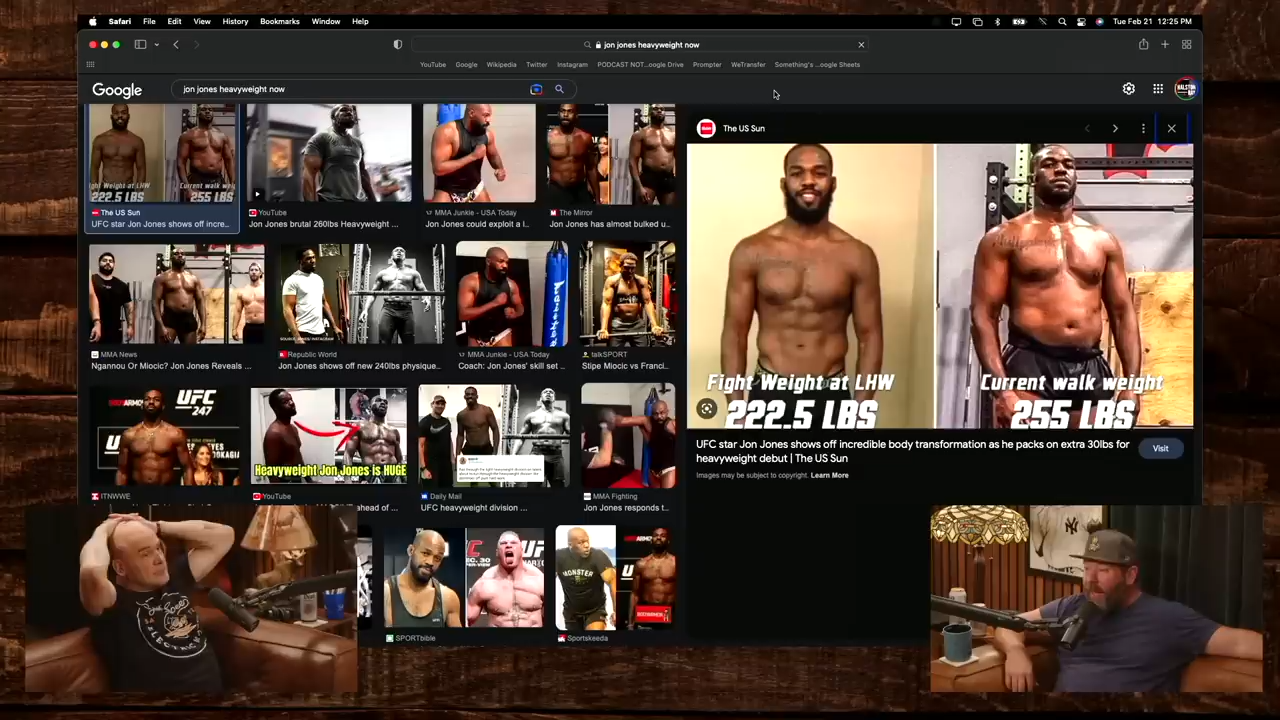 Safari File Edit View History Bookmarks Window Help
Tue Feb 21 12:25 PM
jon jones heavyweight now
YouTube Google Wikipedia Twitter Instagram PODCAST NOT...oogle Drive Prompter WeTransfer Something's ...oogle Sheets
Google
jon jones heavyweight now
The US Sun
222.5 LBS
255 LBS
The US Sun
UFC star Jon Jones shows off incre...
YouTube
Jon Jones brutal 260lbs Heavyweight ...
MMA Junkie - USA Today
Jon Jones could exploit a l...
The Mirror
Jon Jones has almost bulked u...
MMA News
Ngannou Or Miocic? Jon Jones Reveals ...
Republic World
Jon Jones shows off new 240lbs physique...
MMA Junkie - USA Today
Coach: Jon Jones' skill set ...
talkSPORT
Stipe Miocic vs Franci...
UFC
247
Heavyweight Jon Jones is HUGE
ITNWWE
YouTube
ahead of ...
Daily Mail
UFC heavyweight division ...
MMA Fighting
Jon Jones responds t...
MONSTER
SPORTbible
Sportskeeda
Fight Weight at LHW
222.5 LBS
Current walk weight
255 LBS
UFC star Jon Jones shows off incredible body transformation as he packs on extra 30lbs for
heavyweight debut | The US Sun
Visit
Images may be subject to copyright. Learn More